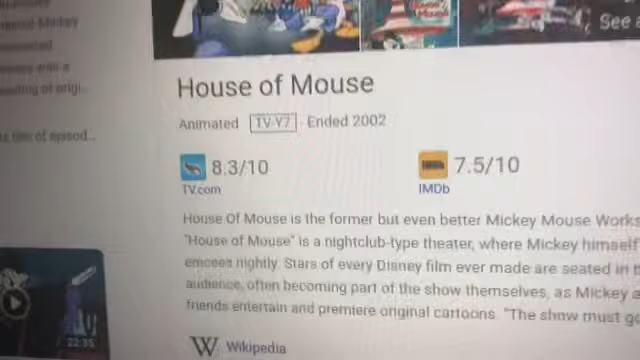 See
House of Mouse
Animated TV-Y7 · Ended 2002
8.3/10
TV.com
7.5/10
IMDb
House Of Mouse is the former but even better Mickey Mouse Works
"House of Mouse" is a nightclub-type theater, where Mickey himself
emcees nightly. Stars of every Disney film ever made are seated in
audience, often becoming part of the show themselves, as Mickey
friends entertain and premiere original cartoons. "The show must go
22:35
W Wikipedia